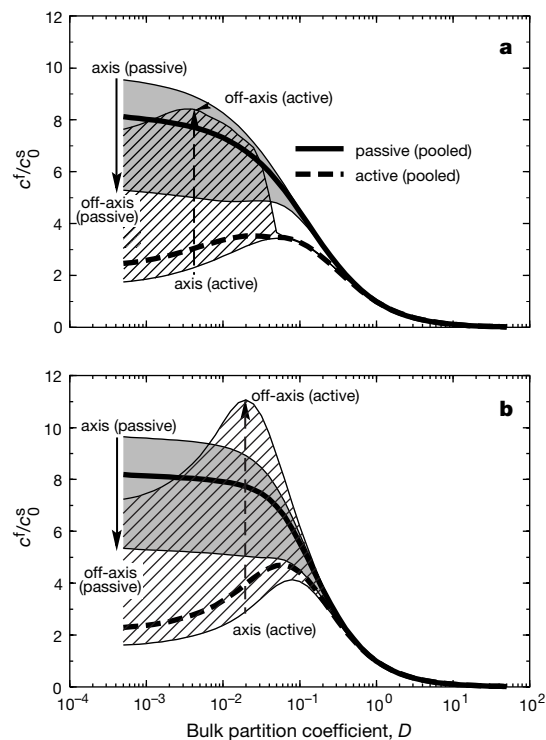 a
axis (passive)
10
off-axis (active)
8
passive (pooled)
active (pooled)
6
c^f/c_0^s
off-axis
(passive)
4
2
axis (active)
0
b
12
off-axis (active)
axis (passive)
10
8
6
c^f/c_0^s
off-axis
(passive)
4
2
axis (active)
0
10^−4 10^−3 10^−2 10^−1 10^0 10^1 10^2
Bulk partition coefficient, D